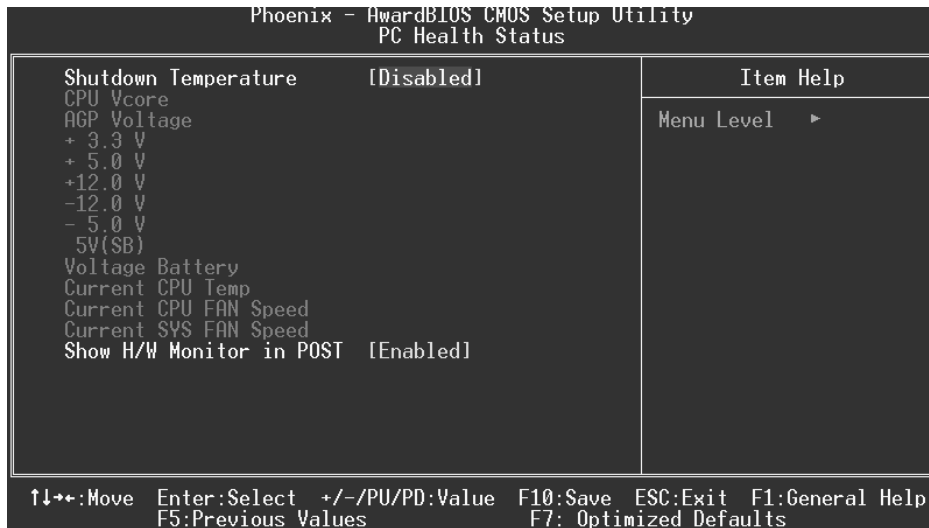 Phoenix - AwardBIOS CMOS Setup Utility
PC Health Status
Shutdown Temperature [Disabled]
CPU Vcore
AGP Voltage
+ 3.3 V
+ 5.0 V
+12.0 V
-12.0 V
- 5.0 V
5V(SB)
Voltage Battery
Current CPU Temp
Current CPU FAN Speed
Current SYS FAN Speed
Show H/W Monitor in POST [Enabled]
Item Help
Menu Level ►
↑↓→←:Move Enter:Select +/-/PU/PD:Value F10:Save ESC:Exit F1:General Help
F5:Previous Values F7: Optimized Defaults